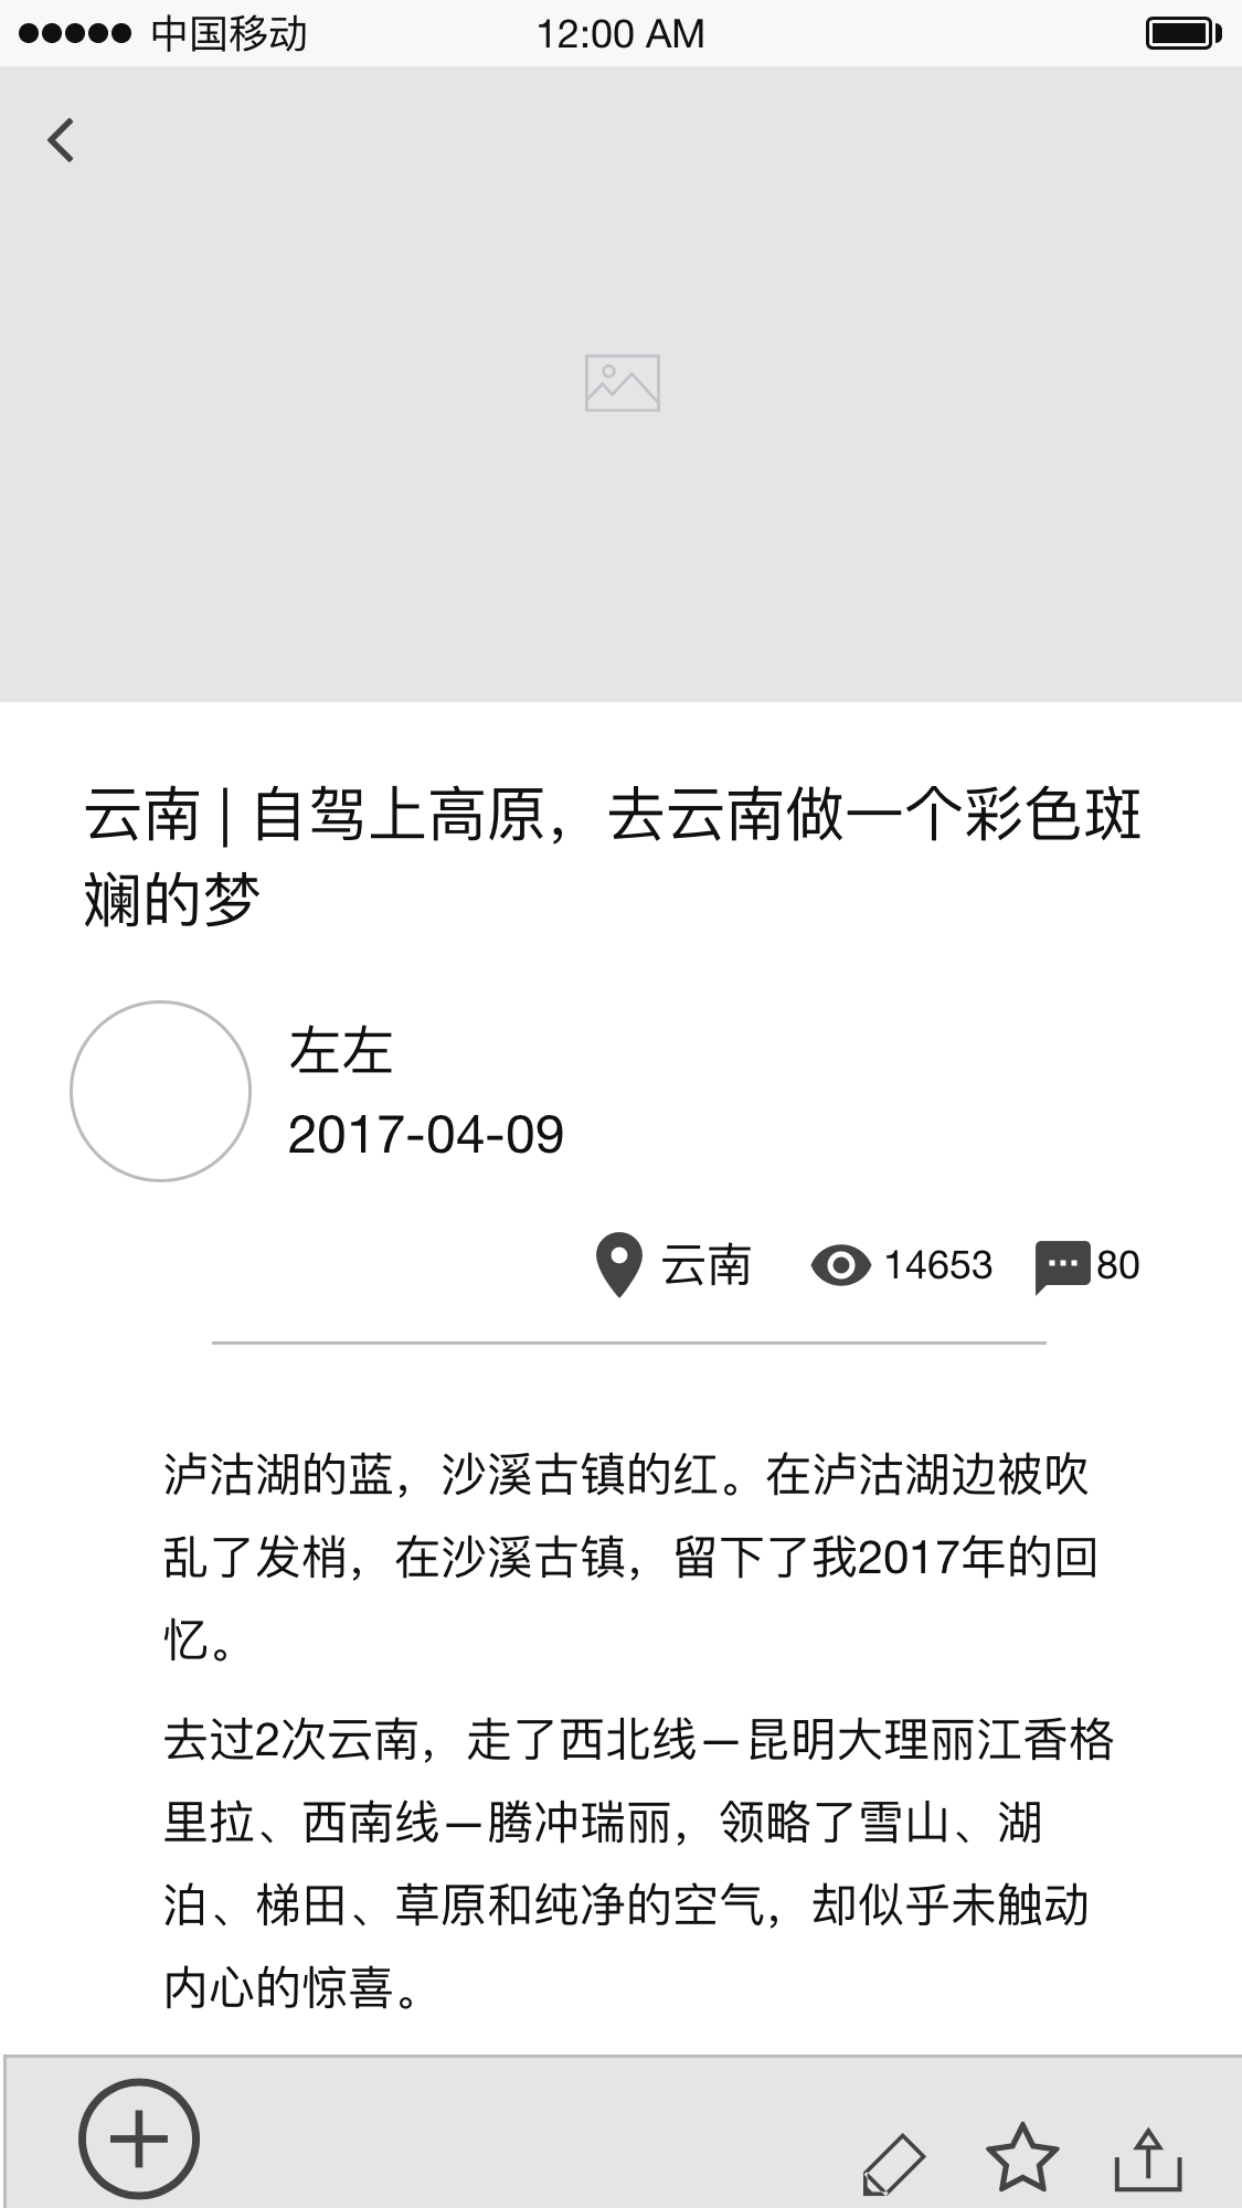 中国移动 12:00 AM
云南 | 自驾上高原，去云南做一个彩色斑
斓的梦
左左
2017-04-09
云南 14653 80
泸沽湖的蓝，沙溪古镇的红。在泸沽湖边被吹
乱了发梢，在沙溪古镇，留下了我2017年的回
忆。
去过2次云南，走了西北线—昆明大理丽江香格
里拉、西南线—腾冲瑞丽，领略了雪山、湖
泊、梯田、草原和纯净的空气，却似乎未触动
内心的惊喜。